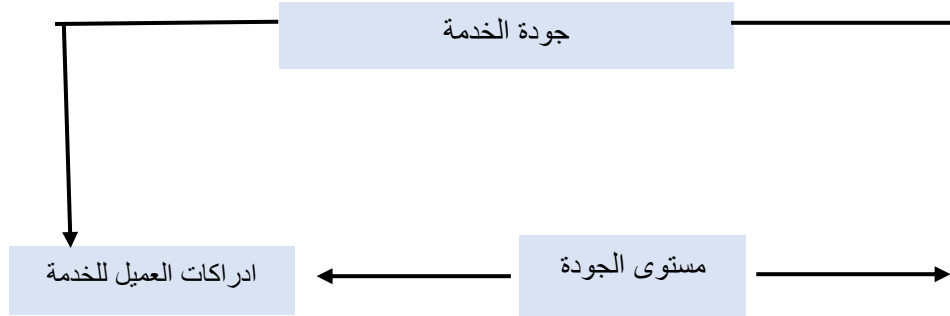 جودة الخدمة
مستوى الجودة
ادراكات العميل للخدمة